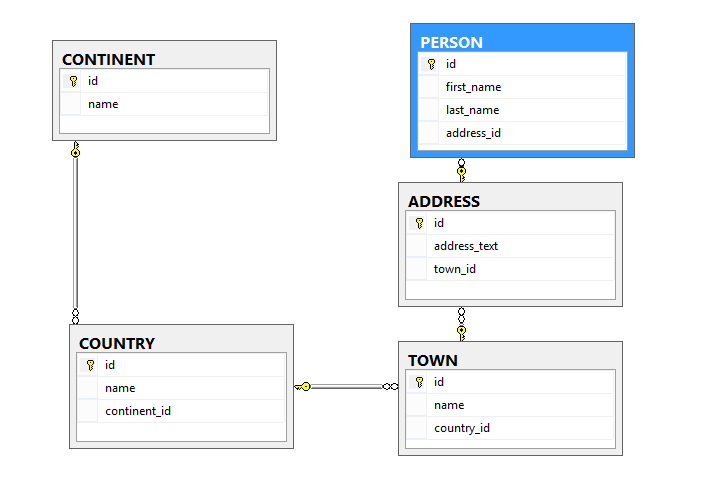 CONTINENT
id
name
PERSON
id
first_name
last_name
address_id
ADDRESS
id
address_text
town_id
COUNTRY
id
name
continent_id
TOWN
id
name
country_id